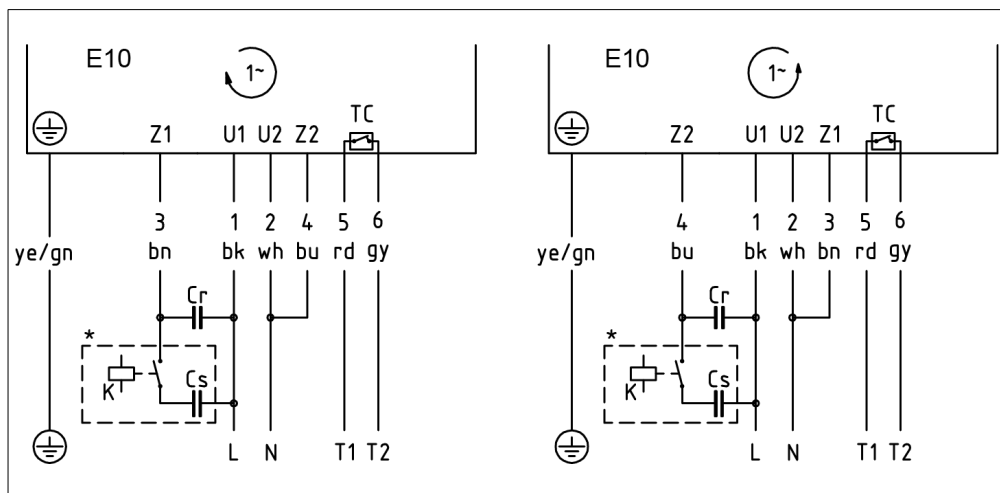 E10
1~
TC
Z1 U1 U2 Z2
3 1 2 4 5 6
ye/gn bn bk wh bu rd gy
Cr
*
K Cs
L N T1 T2
E10
1~
TC
Z2 U1 U2 Z1
4 1 2 3 5 6
ye/gn bu bk wh bn rd gy
Cr
*
K Cs
L N T1 T2